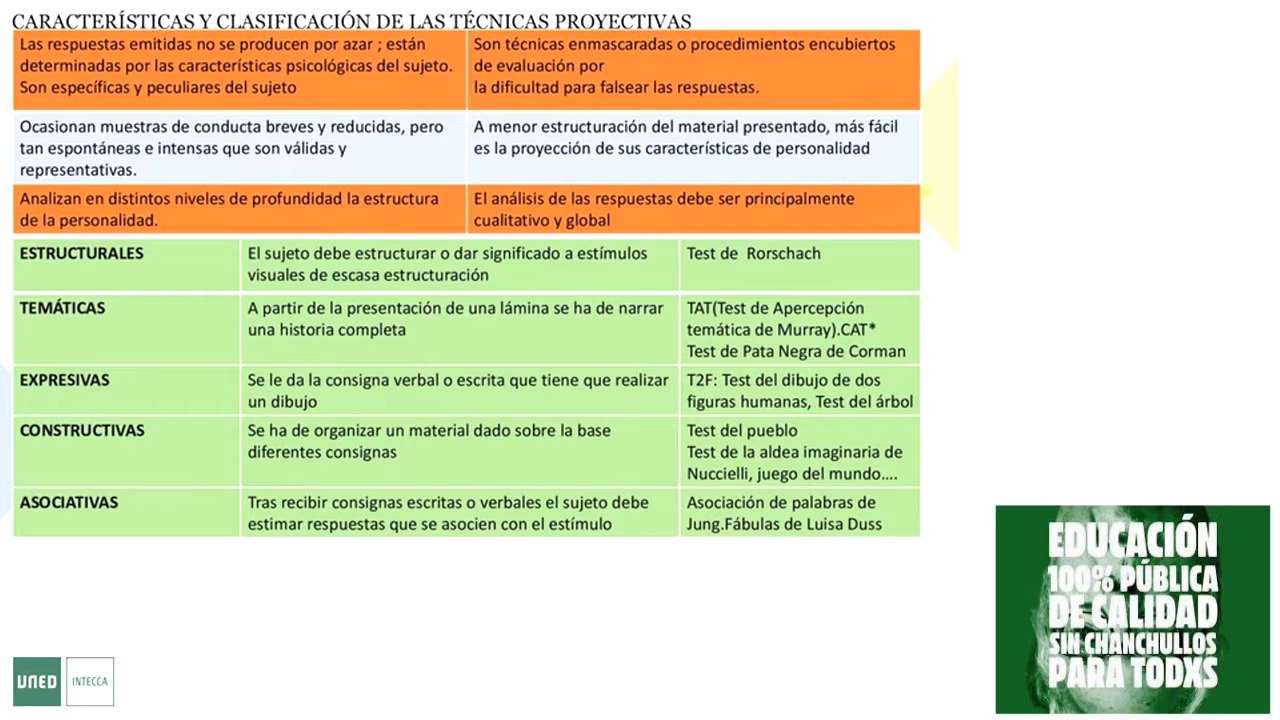 CARACTERÍSTICAS Y CLASIFICACIÓN DE LAS TÉCNICAS PROYECTIVAS
Las respuestas emitidas no se producen por azar ; están
determinadas por las características psicológicas del sujeto.
Son específicas y peculiares del sujeto
Son técnicas enmascaradas o procedimientos encubiertos
de evaluación por
la dificultad para falsear las respuestas.
Ocasionan muestras de conducta breves y reducidas, pero
tan espontáneas e intensas que son válidas y
representativas.
A menor estructuración del material presentado, más fácil
es la proyección de sus características de personalidad
Analizan en distintos niveles de profundidad la estructura
de la personalidad.
El análisis de las respuestas debe ser principalmente
cualitativo y global
ESTRUCTURALES
El sujeto debe estructurar o dar significado a estímulos
visuales de escasa estructuración
Test de Rorschach
TEMÁTICAS
A partir de la presentación de una lámina se ha de narrar
una historia completa
TAT(Test de Apercepción
temática de Murray).CAT*
Test de Pata Negra de Corman
EXPRESIVAS
Se le da la consigna verbal o escrita que tiene que realizar
un dibujo
T2F: Test del dibujo de dos
figuras humanas, Test del árbol
CONSTRUCTIVAS
Se ha de organizar un material dado sobre la base
diferentes consignas
Test del pueblo
Test de la aldea imaginaria de
Nuccielli, juego del mundo....
ASOCIATIVAS
Tras recibir consignas escritas o verbales el sujeto debe
estimar respuestas que se asocien con el estímulo
Asociación de palabras de
Jung.Fábulas de Luisa Duss
EDUCACIÓN
100% PÚBLICA
DE CALIDAD
SIN CHANCHULLOS
PARA TODXS
UNED
INTECCA